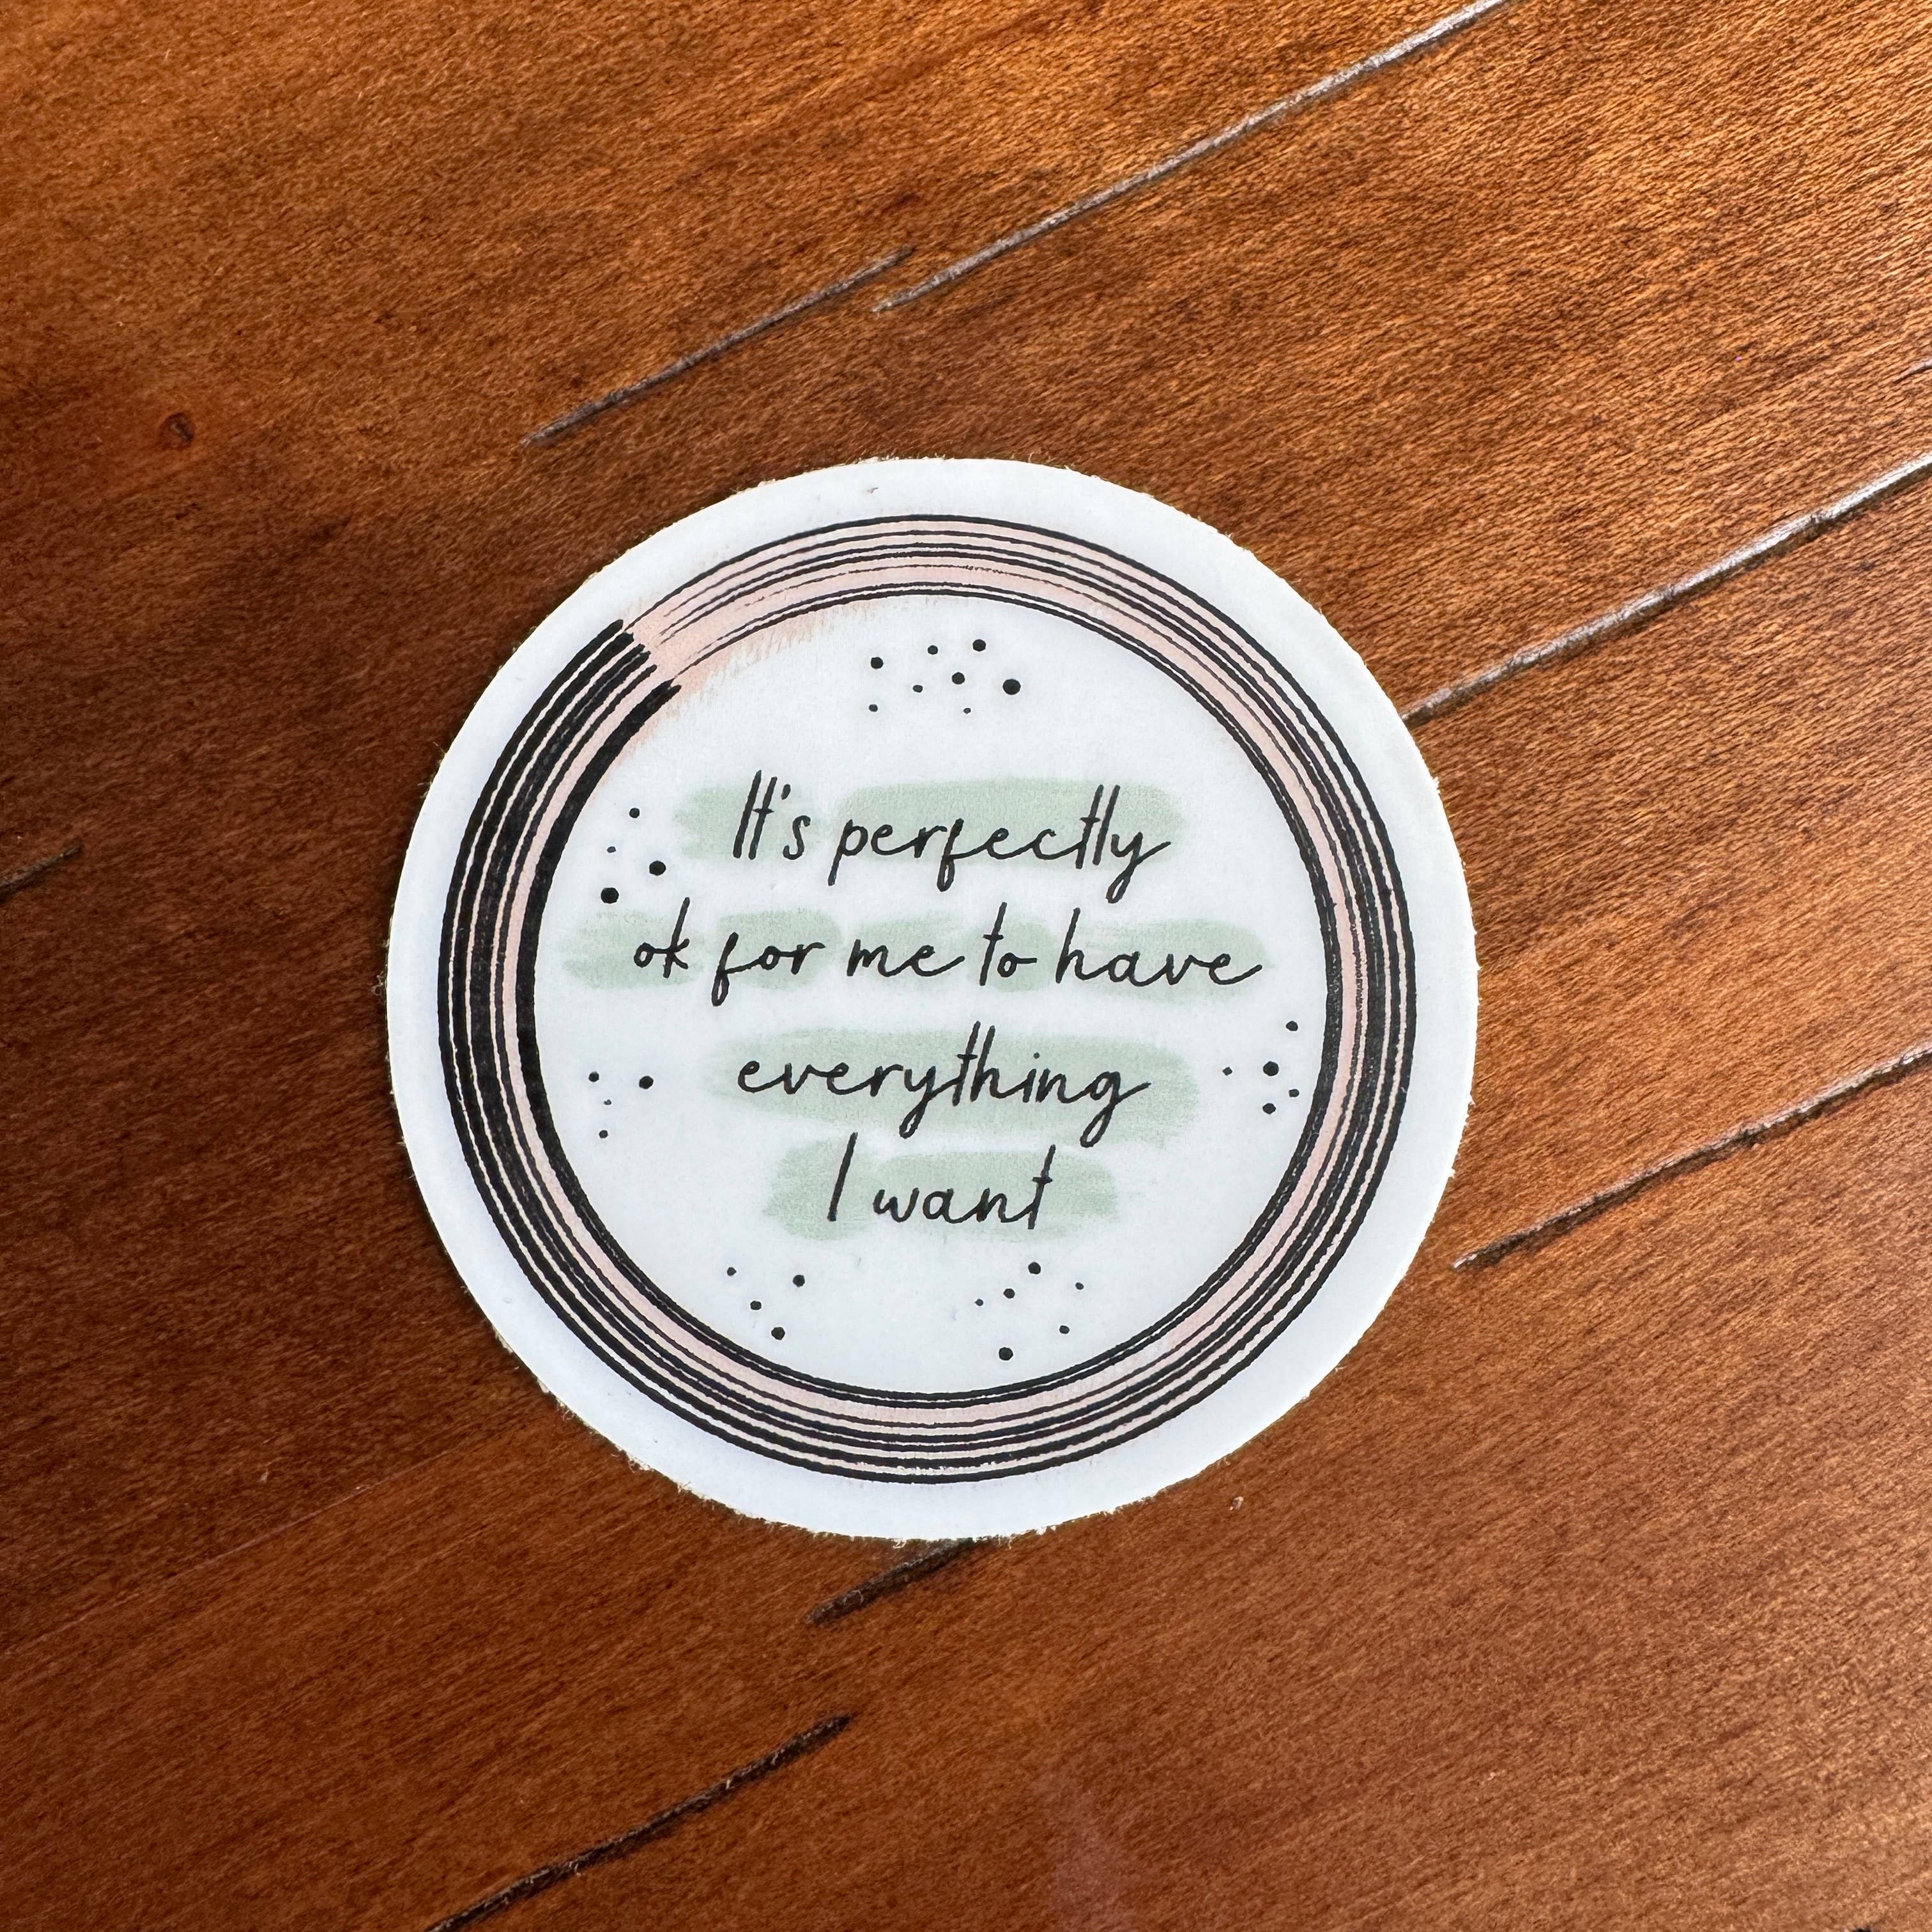 It's perfectly
ok for me to have
everything
I want